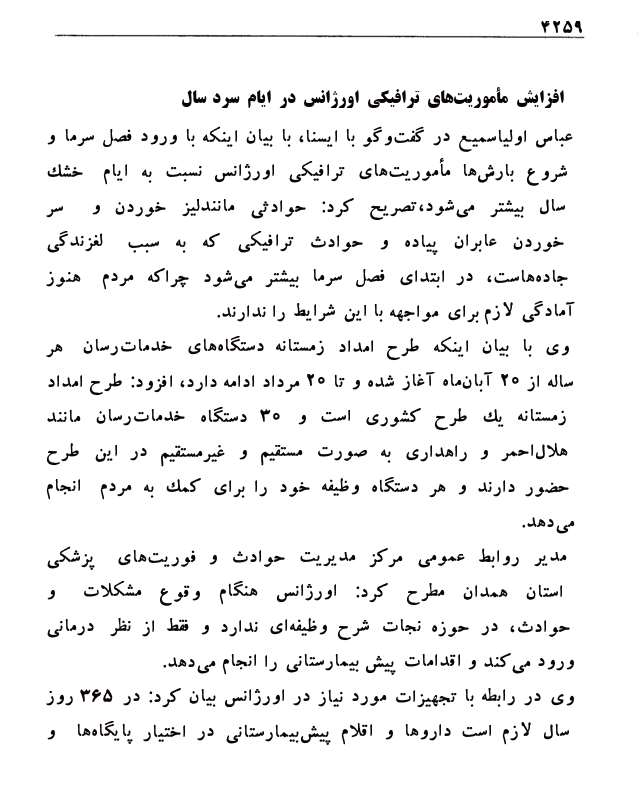 ۴۲۵۹
افزایش مأموریت‌های ترافیکی اورژانس در ایام سرد سال
عباس اولیاسمیع در گفت‌وگو با ایسنا، با بیان اینکه با ورود فصل سرما و
شروع بارش‌ها مأموریت‌های ترافیکی اورژانس نسبت به ایام خشك
سال بیشتر می‌شود،تصریح کرد: حوادثی مانندلیز خوردن و سر
خوردن عابران پیاده و حوادث ترافیکی که به سبب لغزندگی
جاده‌هاست، در ابتدای فصل سرما بیشتر می‌شود چراکه مردم هنوز
آمادگی لازم برای مواجهه با این شرایط را ندارند.
وی با بیان اینکه طرح امداد زمستانه دستگاه‌های خدمات‌رسان هر
ساله از ۲۰ آبان‌ماه آغاز شده و تا ۲۰ مرداد ادامه دارد، افزود: طرح امداد
زمستانه یك طرح کشوری است و ۳۰ دستگاه خدمات‌رسان مانند
هلال‌احمر و راهداری به صورت مستقیم و غیرمستقیم در این طرح
حضور دارند و هر دستگاه وظیفه خود را برای کمك به مردم انجام
می‌دهد.
مدیر روابط عمومی مرکز مدیریت حوادث و فوریت‌های پزشکی
استان همدان مطرح کرد: اورژانس هنگام وقوع مشکلات و
حوادث، در حوزه نجات شرح وظیفه‌ای ندارد و فقط از نظر درمانی
ورود می‌کند و اقدامات پیش بیمارستانی را انجام می‌دهد.
وی در رابطه با تجهیزات مورد نیاز در اورژانس بیان کرد: در ۳۶۵ روز
سال لازم است داروها و اقلام پیش‌بیمارستانی در اختیار پایگاه‌ها و